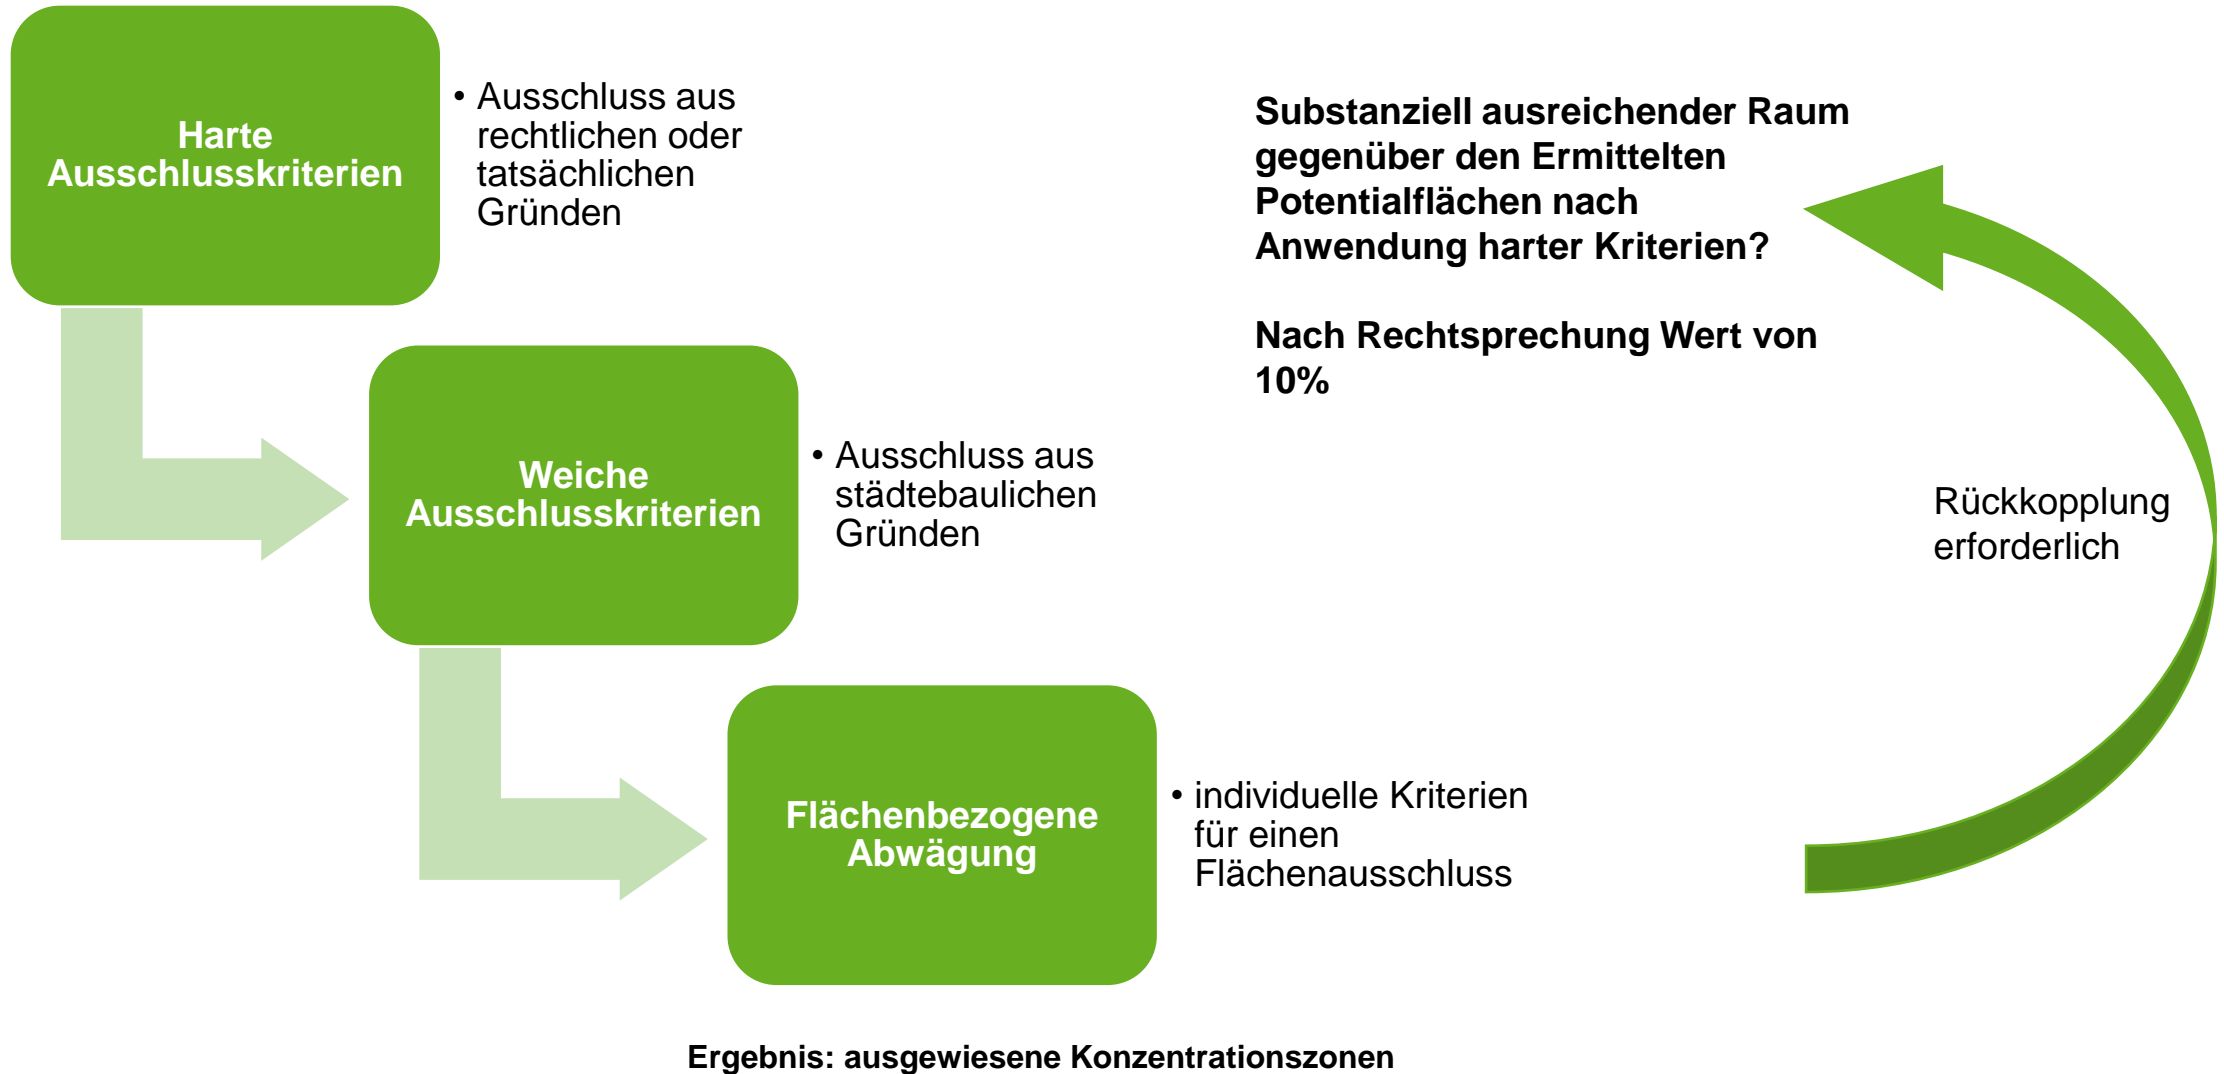 Harte
Ausschlusskriterien
• Ausschluss aus
rechtlichen oder
tatsächlichen
Gründen
Substanziell ausreichender Raum
gegenüber den Ermittelten
Potentialflächen nach
Anwendung harter Kriterien?
Nach Rechtsprechung Wert von
10%
Weiche
Ausschlusskriterien
• Ausschluss aus
städtebaulichen
Gründen
Rückkopplung
erforderlich
Flächenbezogene
Abwägung
• individuelle Kriterien
für einen
Flächenausschluss
Ergebnis: ausgewiesene Konzentrationszonen